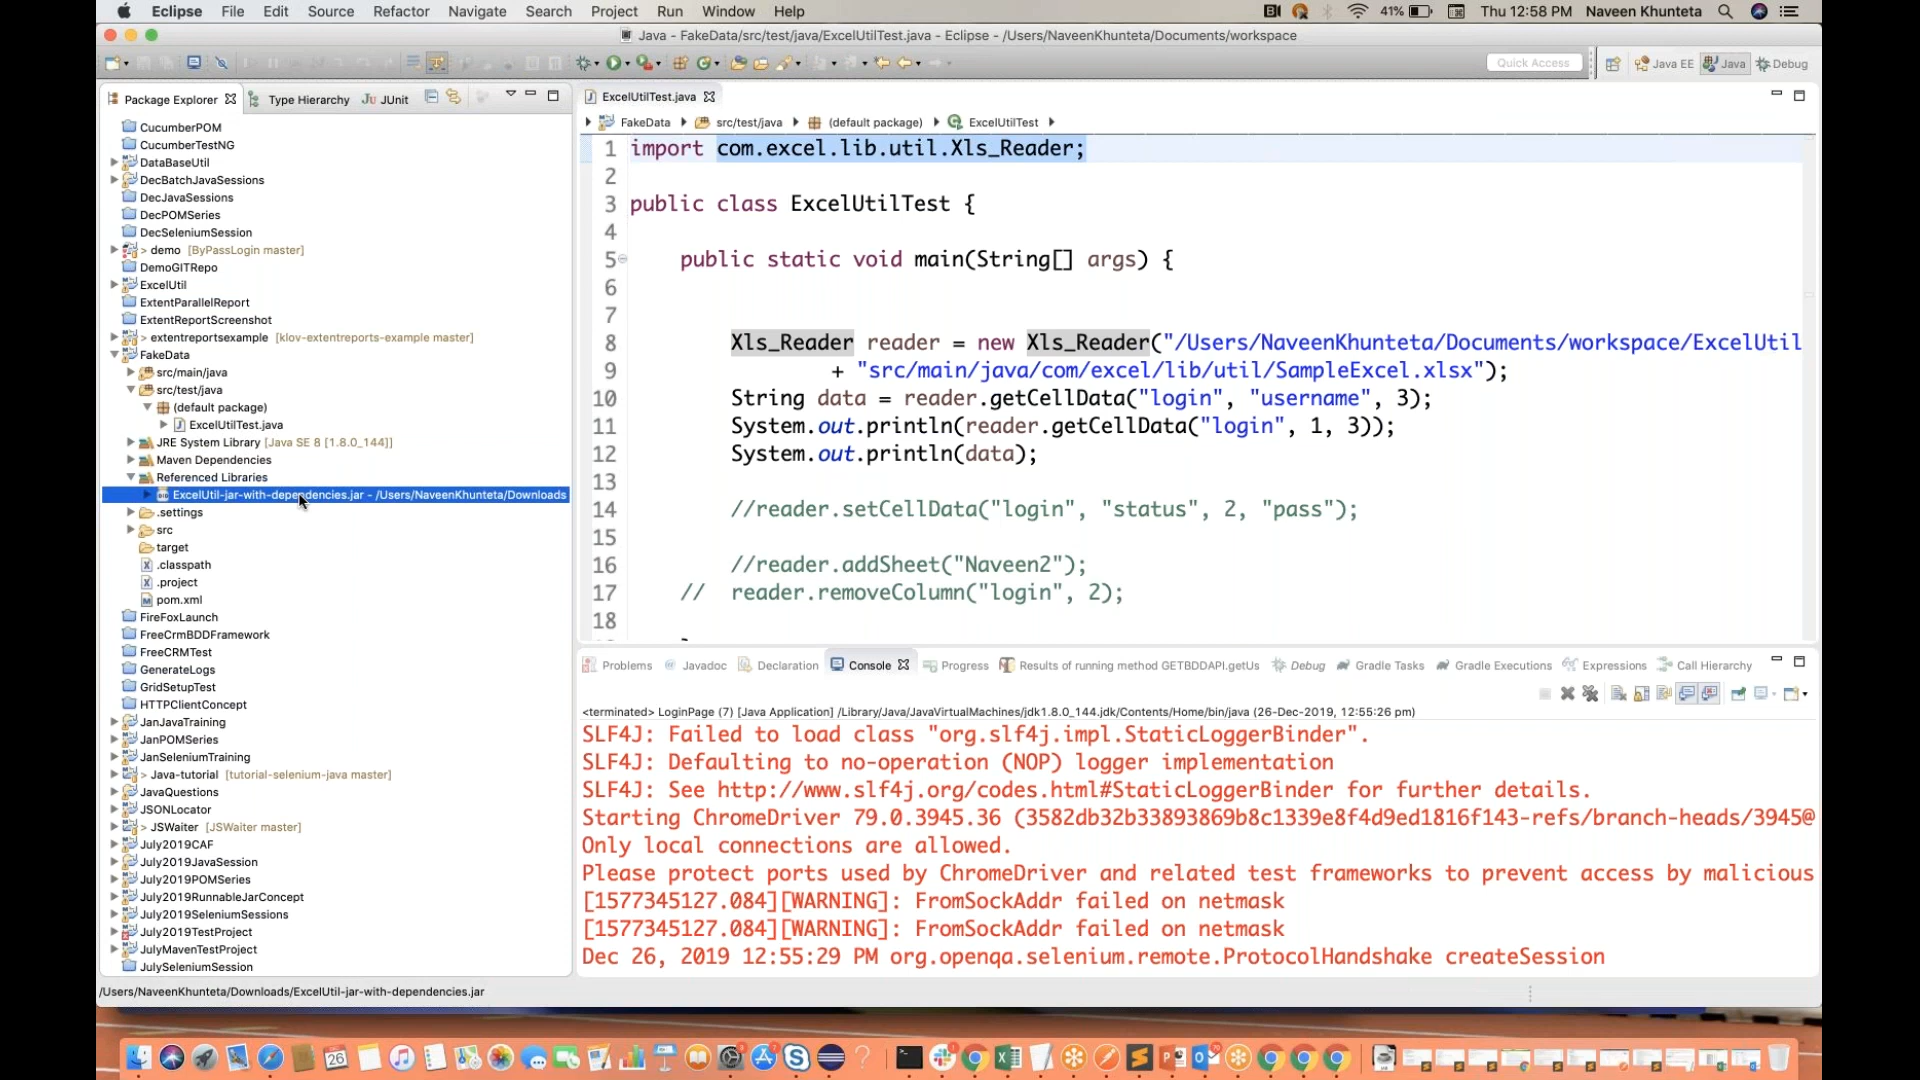 Eclipse File Edit Source Refactor Navigate Search Project Run Window Help 41% Thu 12:58 PM Naveen Khunteta
Java - FakeData/src/test/java/ExcelUtilTest.java - Eclipse - /Users/NaveenKhunteta/Documents/workspace
Quick Access Java EE Java Debug
Package Explorer Type Hierarchy JUnit
CucumberPOM
CucumberTestNG
DataBaseUtil
DecBatchJavaSessions
DecJavaSessions
DecPOMSeries
DecSeleniumSession
> demo [ByPassLogin master]
DemoGITRepo
ExcelUtil
ExtentParallelReport
ExtentReportScreenshot
> extentreportsexample [klov-extentreports-example master]
FakeData
src/main/java
src/test/java
(default package)
ExcelUtilTest.java
JRE System Library [Java SE 8 [1.8.0_144]]
Maven Dependencies
Referenced Libraries
ExcelUtil-jar-with-dependencies.jar - /Users/NaveenKhunteta/Downloads
.settings
src
target
.classpath
.project
pom.xml
FireFoxLaunch
FreeCrmBDDFramework
FreeCRMTest
GenerateLogs
GridSetupTest
HTTPClientConcept
JanJavaTraining
JanPOMSeries
JanSeleniumTraining
> Java-tutorial [tutorial-selenium-java master]
JavaQuestions
JSONLocator
> JSWaiter [JSWaiter master]
July2019CAF
July2019JavaSession
July2019POMSeries
July2019RunnableJarConcept
July2019SeleniumSessions
July2019TestProject
JulyMavenTestProject
JulySeleniumSession
/Users/NaveenKhunteta/Downloads/ExcelUtil-jar-with-dependencies.jar
ExcelUtilTest.java
FakeData src/test/java (default package) ExcelUtilTest
1 import com.excel.lib.util.Xls_Reader;
2
3 public class ExcelUtilTest {
4
5 public static void main(String[] args) {
6
7
8 Xls_Reader reader = new Xls_Reader("/Users/NaveenKhunteta/Documents/workspace/ExcelUtil
9 + "src/main/java/com/excel/lib/util/SampleExcel.xlsx");
10 String data = reader.getCellData("login", "username", 3);
11 System.out.println(reader.getCellData("login", 1, 3));
12 System.out.println(data);
13
14 //reader.setCellData("login", "status", 2, "pass");
15
16 //reader.addSheet("Naveen2");
17 // reader.removeColumn("login", 2);
18
Problems Javadoc Declaration Console Progress Results of running method GETBDDAPI.getUs Debug Gradle Tasks Gradle Executions Expressions Call Hierarchy
<terminated> LoginPage (7) [Java Application] /Library/Java/JavaVirtualMachines/jdk1.8.0_144.jdk/Contents/Home/bin/java (26-Dec-2019, 12:55:26 pm)
SLF4J: Failed to load class "org.slf4j.impl.StaticLoggerBinder".
SLF4J: Defaulting to no-operation (NOP) logger implementation
SLF4J: See http://www.slf4j.org/codes.html#StaticLoggerBinder for further details.
Starting ChromeDriver 79.0.3945.36 (3582db32b33893869b8c1339e8f4d9ed1816f143-refs/branch-heads/3945@
Only local connections are allowed.
Please protect ports used by ChromeDriver and related test frameworks to prevent access by malicious
[1577345127.084][WARNING]: FromSockAddr failed on netmask
[1577345127.084][WARNING]: FromSockAddr failed on netmask
Dec 26, 2019 12:55:29 PM org.openqa.selenium.remote.ProtocolHandshake createSession
26